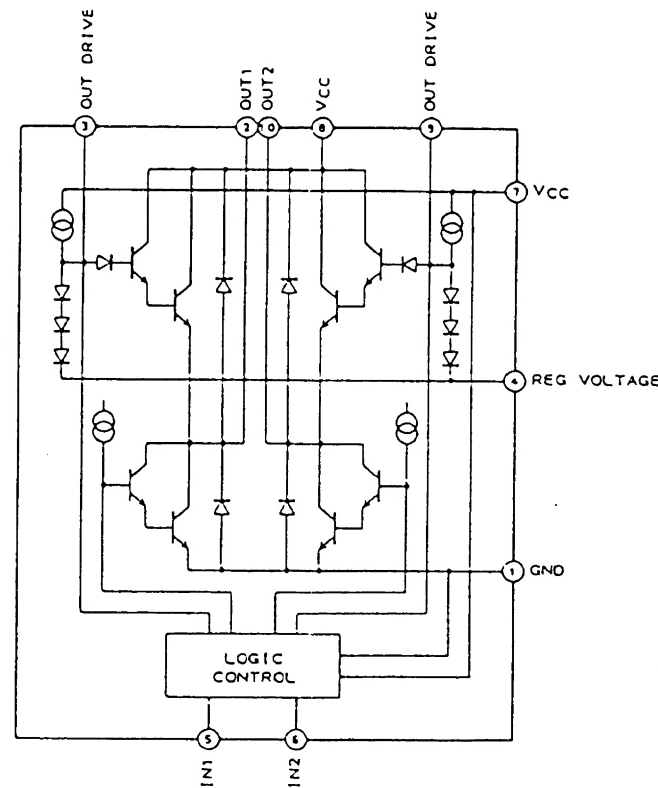 OUT DRIVE
OUT1
OUT2
VCC
OUT DRIVE
3
2
10
8
9
7
VCC
4
REG VOLTAGE
1
GND
LOGIC
CONTROL
5
6
IN1
IN2